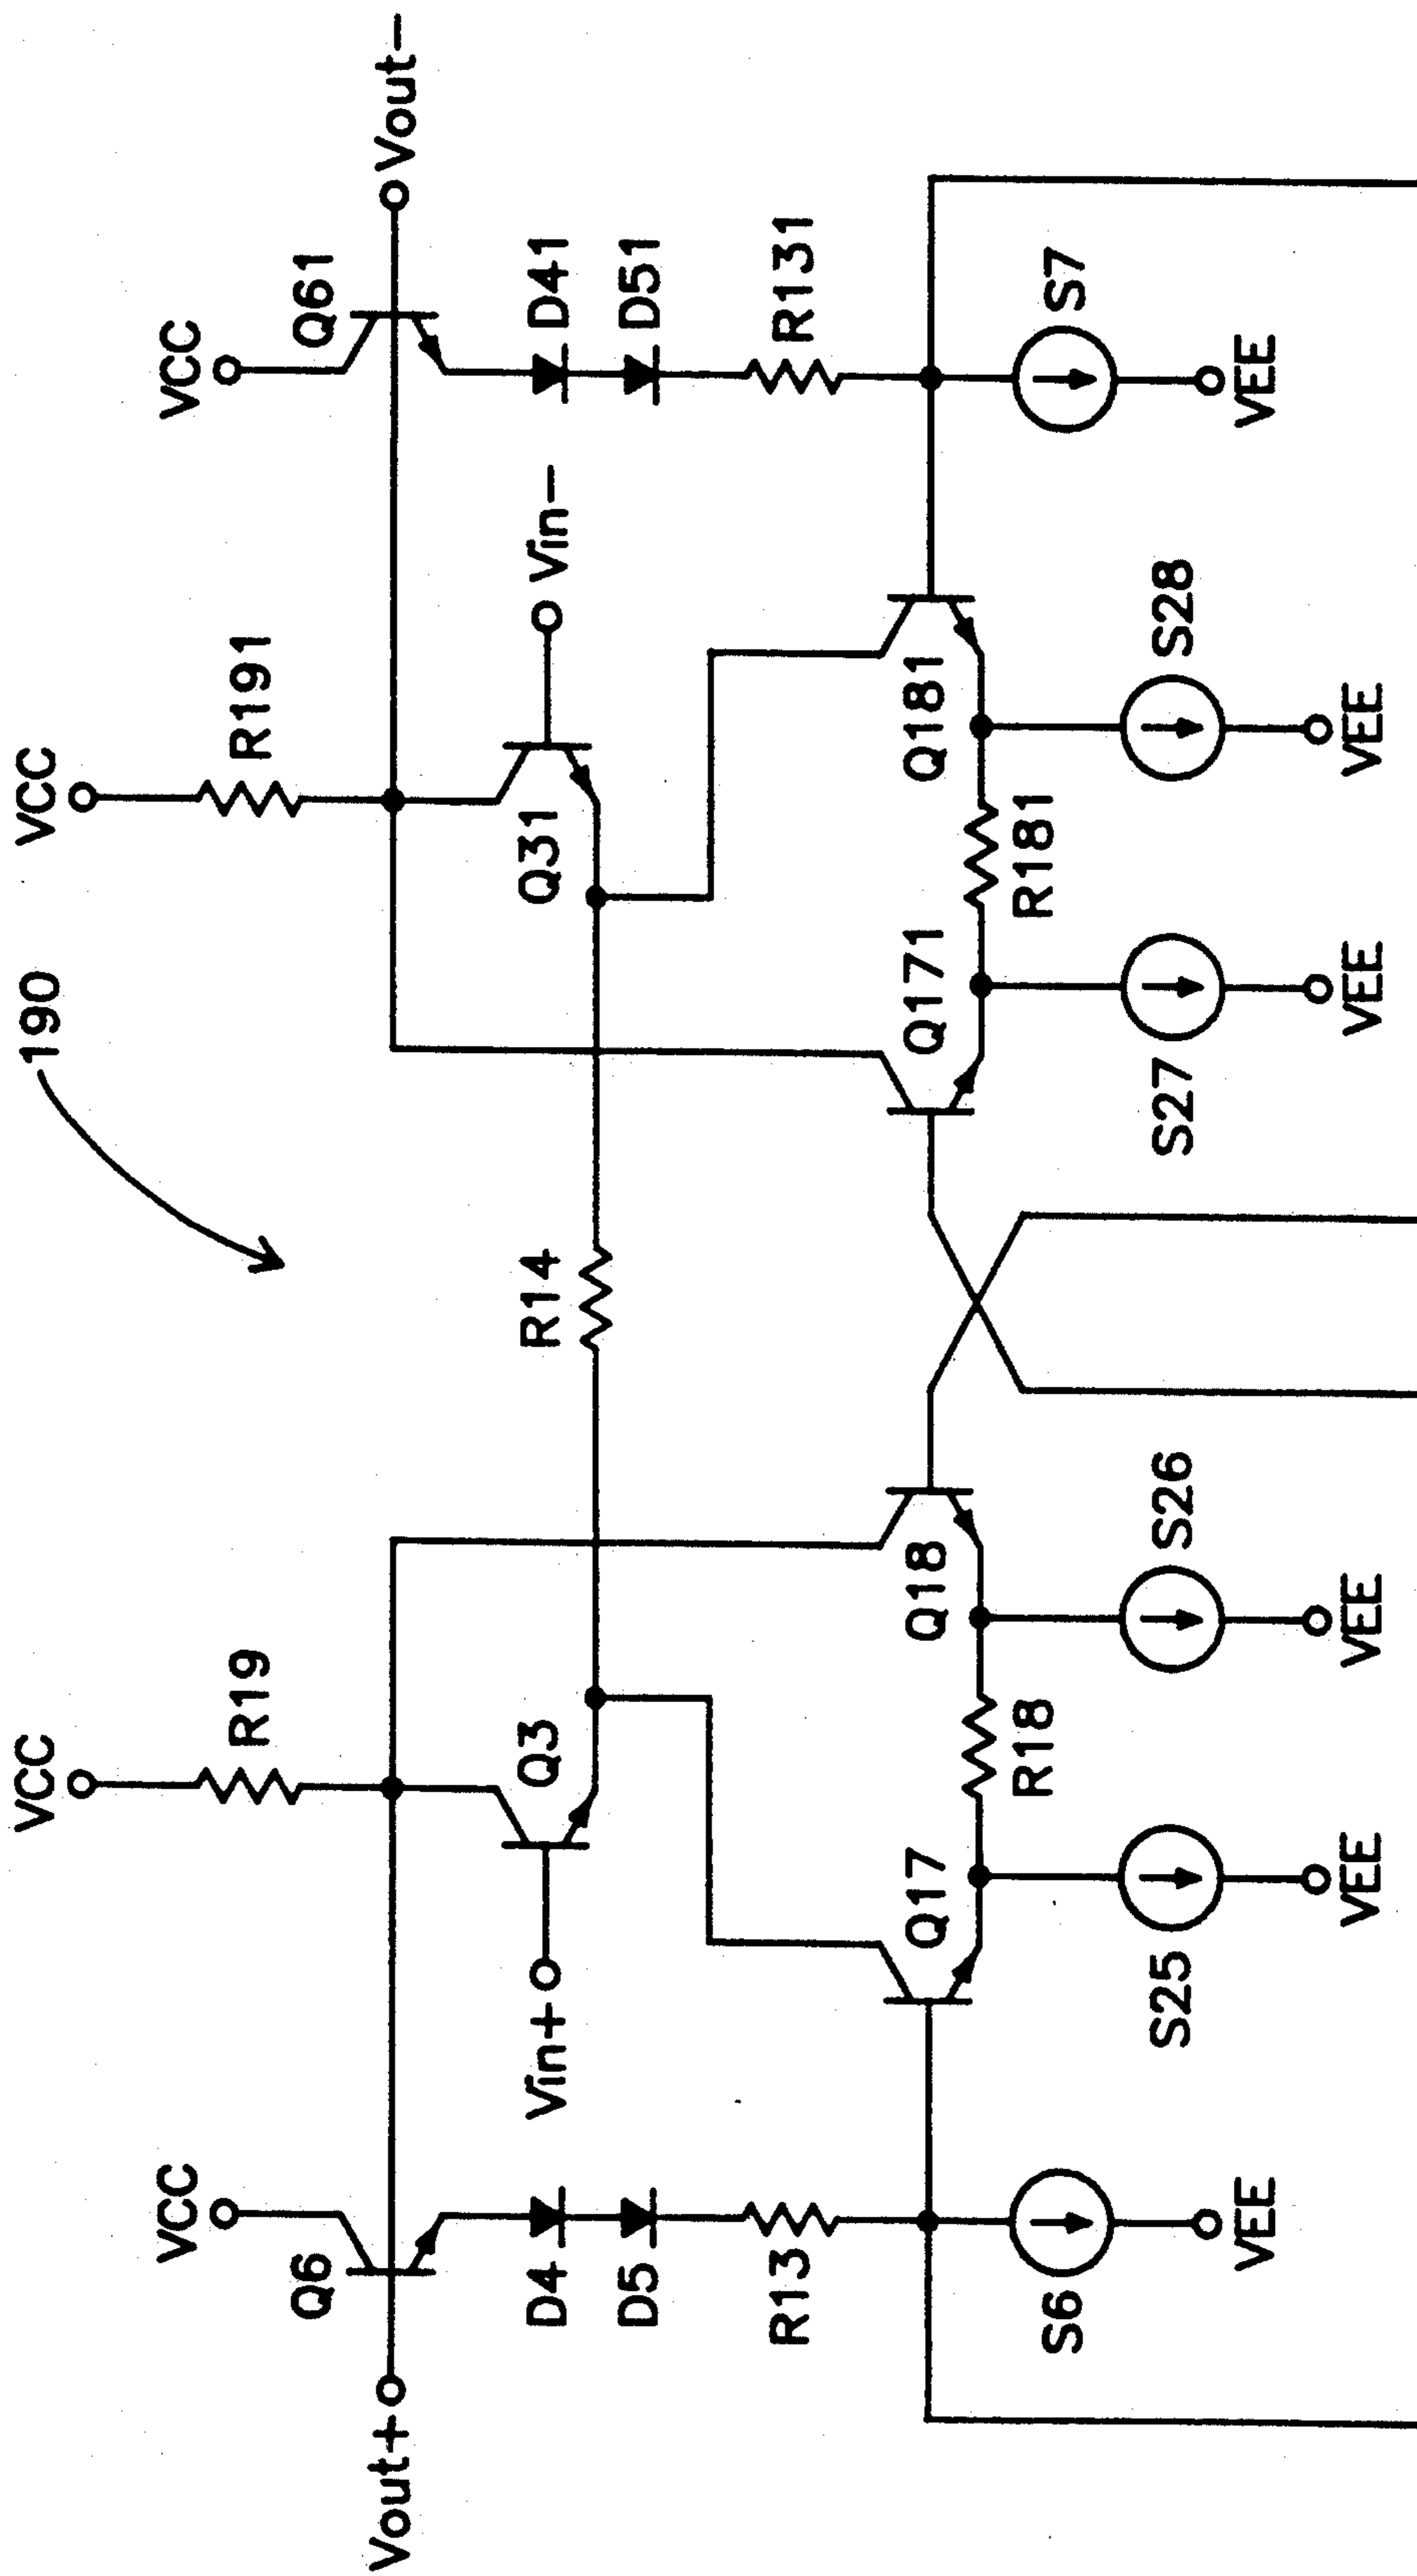 190
VCC
VCC
R19
R191
VCC
VCC
Q6
Q61
Vout+
Vout-
Q3
R14
Q31
Vin+
Vin-
D4
D41
D5
D51
R13
R131
Q17
Q18
Q171
Q181
R18
R181
S6
S7
S25
S26
S27
S28
VEE
VEE
VEE
VEE
VEE
VEE